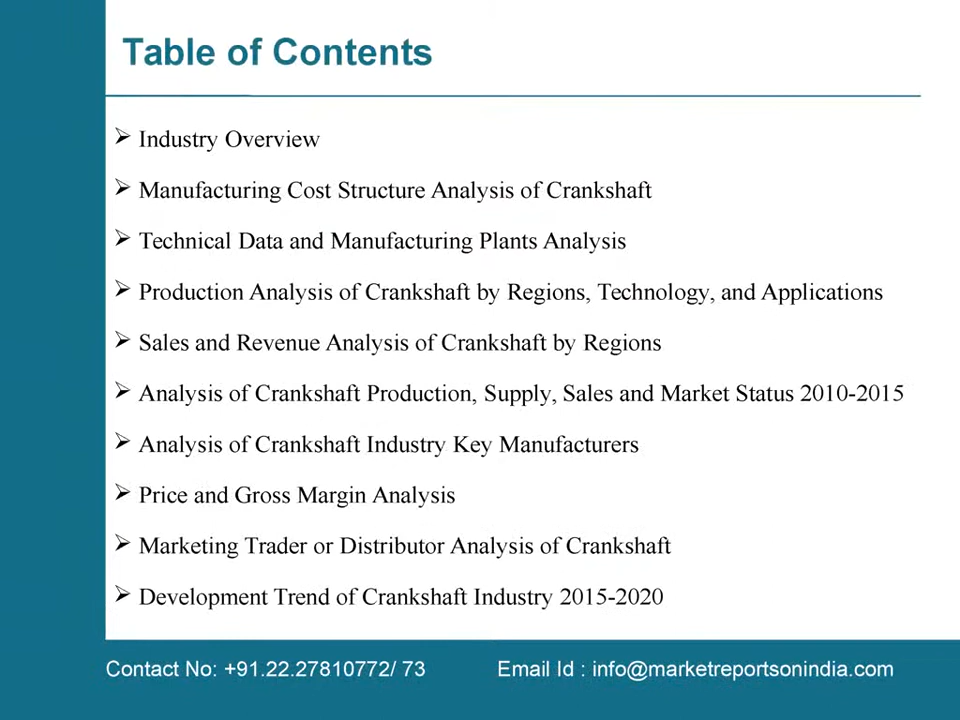 Table of Contents
➢ Industry Overview
➢ Manufacturing Cost Structure Analysis of Crankshaft
➢ Technical Data and Manufacturing Plants Analysis
➢ Production Analysis of Crankshaft by Regions, Technology, and Applications
➢ Sales and Revenue Analysis of Crankshaft by Regions
➢ Analysis of Crankshaft Production, Supply, Sales and Market Status 2010-2015
➢ Analysis of Crankshaft Industry Key Manufacturers
➢ Price and Gross Margin Analysis
➢ Marketing Trader or Distributor Analysis of Crankshaft
➢ Development Trend of Crankshaft Industry 2015-2020
Contact No: +91.22.27810772/ 73 Email Id : info@marketreportsonindia.com